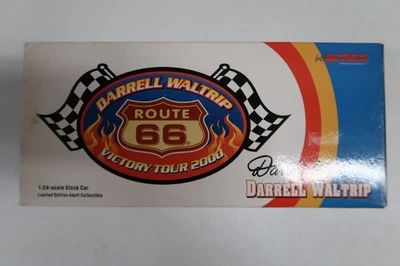 DARRELL WALTRIP
ROUTE
66
VICTORY TOUR 2000
1:24-scale Stock Car
Limited Edition Adult Collectible
DARRELL WALTRIP